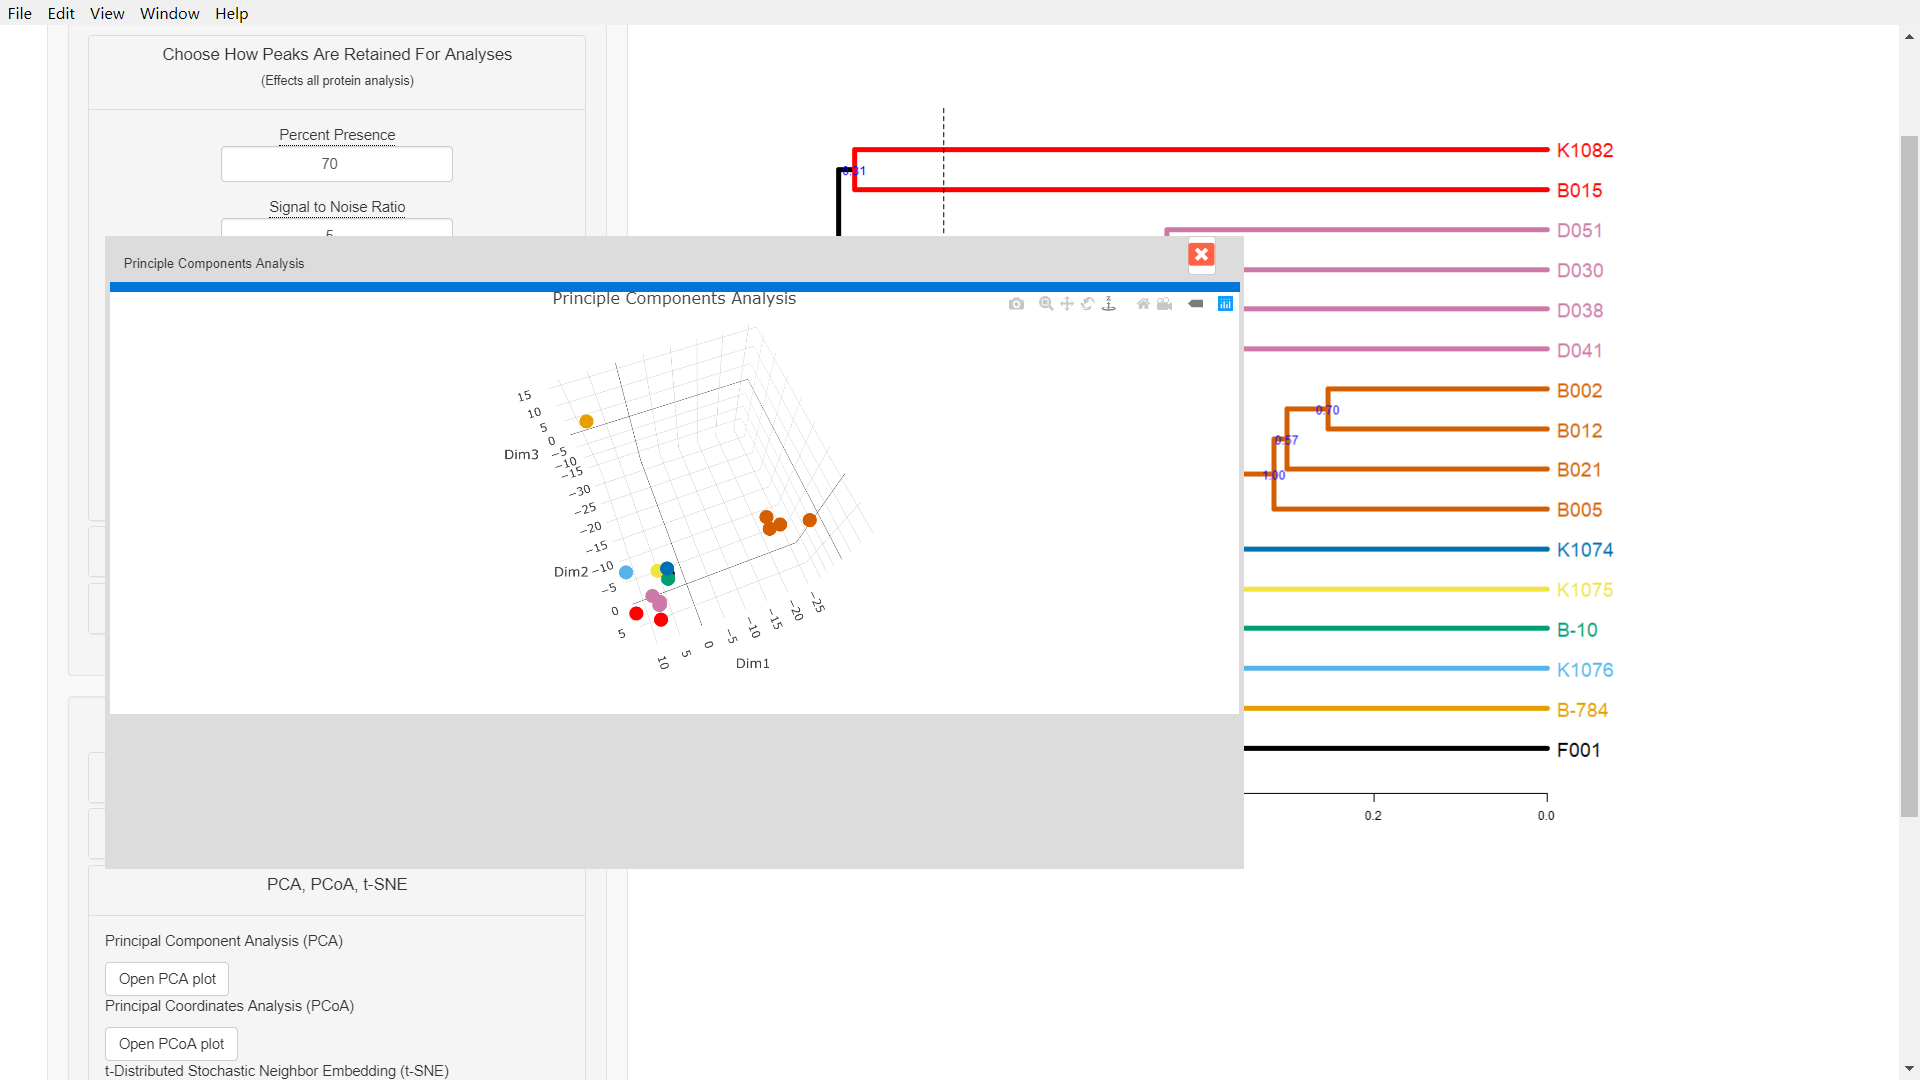 File Edit View Window Help
Choose How Peaks Are Retained For Analyses
(Effects all protein analysis)
Percent Presence
70
Signal to Noise Ratio
5
Principle Components Analysis
Principle Components Analysis
15
10
5
0
−5
−10
−15
Dim3
−30
−25
−20
−15
−10
−5
0
5
Dim2
10
5
0
−5
−10
−15
−20
−25
Dim1
K1082
0.31
B015
D051
D030
D038
D041
B002
0.70
B012
0.57
B021
1.00
B005
K1074
K1075
B-10
K1076
B-784
F001
0.2
0.0
PCA, PCoA, t-SNE
Principal Component Analysis (PCA)
Open PCA plot
Principal Coordinates Analysis (PCoA)
Open PCoA plot
t-Distributed Stochastic Neighbor Embedding (t-SNE)